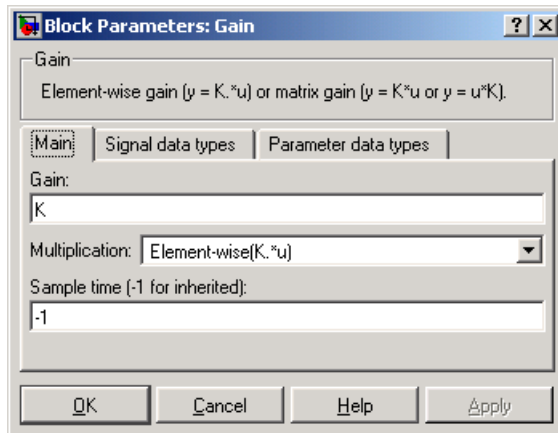 Block Parameters: Gain
Gain
Element-wise gain (y = K.*u) or matrix gain (y = K*u or y = u*K).
Main Signal data types Parameter data types
Gain:
K
Multiplication: Element-wise(K.*u)
Sample time (-1 for inherited):
-1
OK Cancel Help Apply